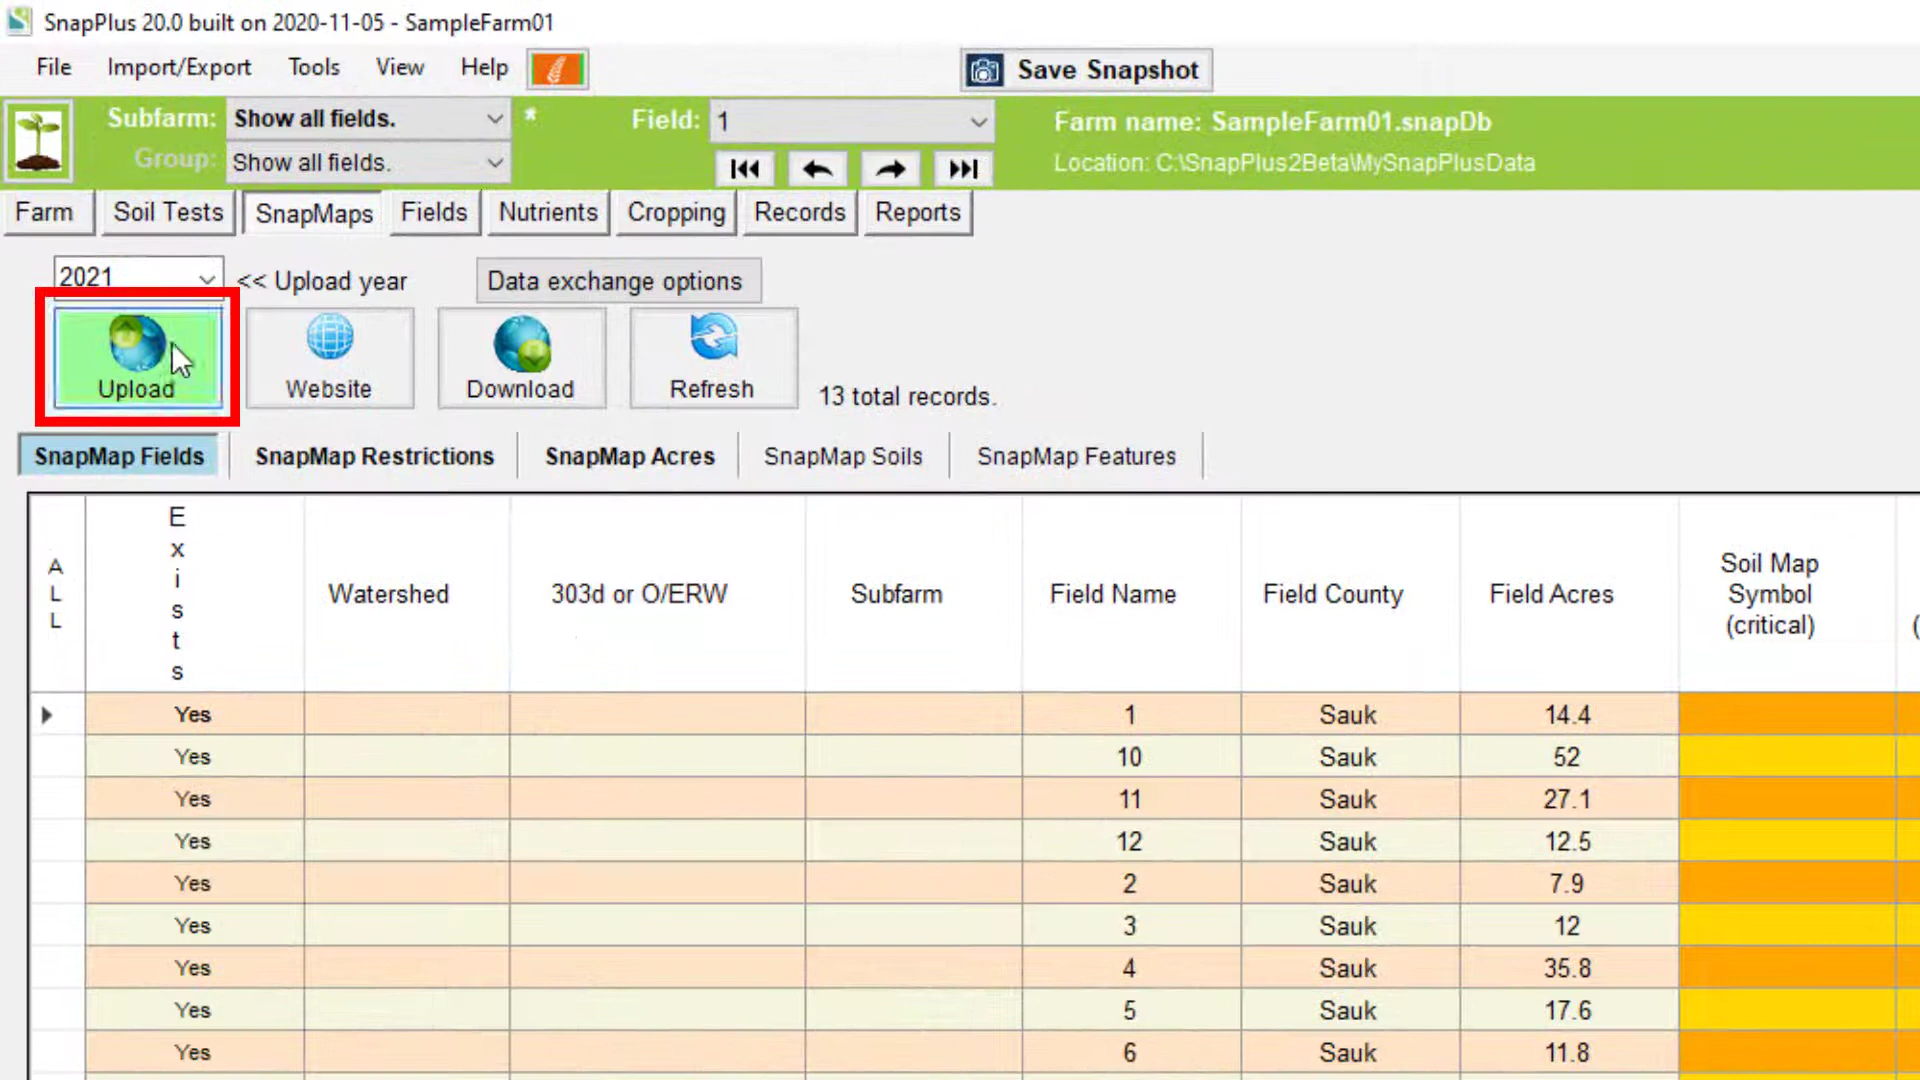 SnapPlus 20.0 built on 2020-11-05 - SampleFarm01
File Import/Export Tools View Help Save Snapshot
Subfarm: Show all fields. * Field: 1 Farm name: SampleFarm01.snapDb
Group: Show all fields. Location: C:\SnapPlus2Beta\MySnapPlusData
Farm Soil Tests SnapMaps Fields Nutrients Cropping Records Reports
2021 << Upload year Data exchange options
Upload Website Download Refresh 13 total records.
SnapMap Fields SnapMap Restrictions SnapMap Acres SnapMap Soils SnapMap Features
ALL Exists Watershed 303d or O/ERW Subfarm Field Name Field County Field Acres Soil Map Symbol (critical) (
Yes 1 Sauk 14.4
Yes 10 Sauk 52
Yes 11 Sauk 27.1
Yes 12 Sauk 12.5
Yes 2 Sauk 7.9
Yes 3 Sauk 12
Yes 4 Sauk 35.8
Yes 5 Sauk 17.6
Yes 6 Sauk 11.8